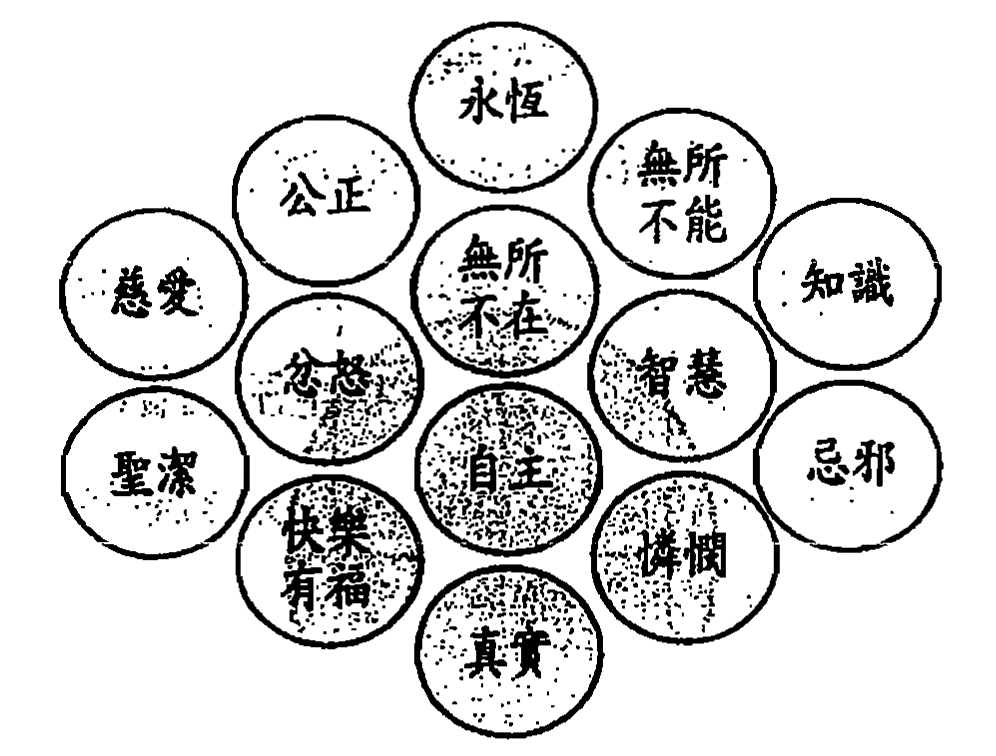 永恆
公正
無所
不能
慈愛
無所
不在
知識
忿怒
智慧
聖潔
自主
忌邪
快樂
有福
憐憫
真實